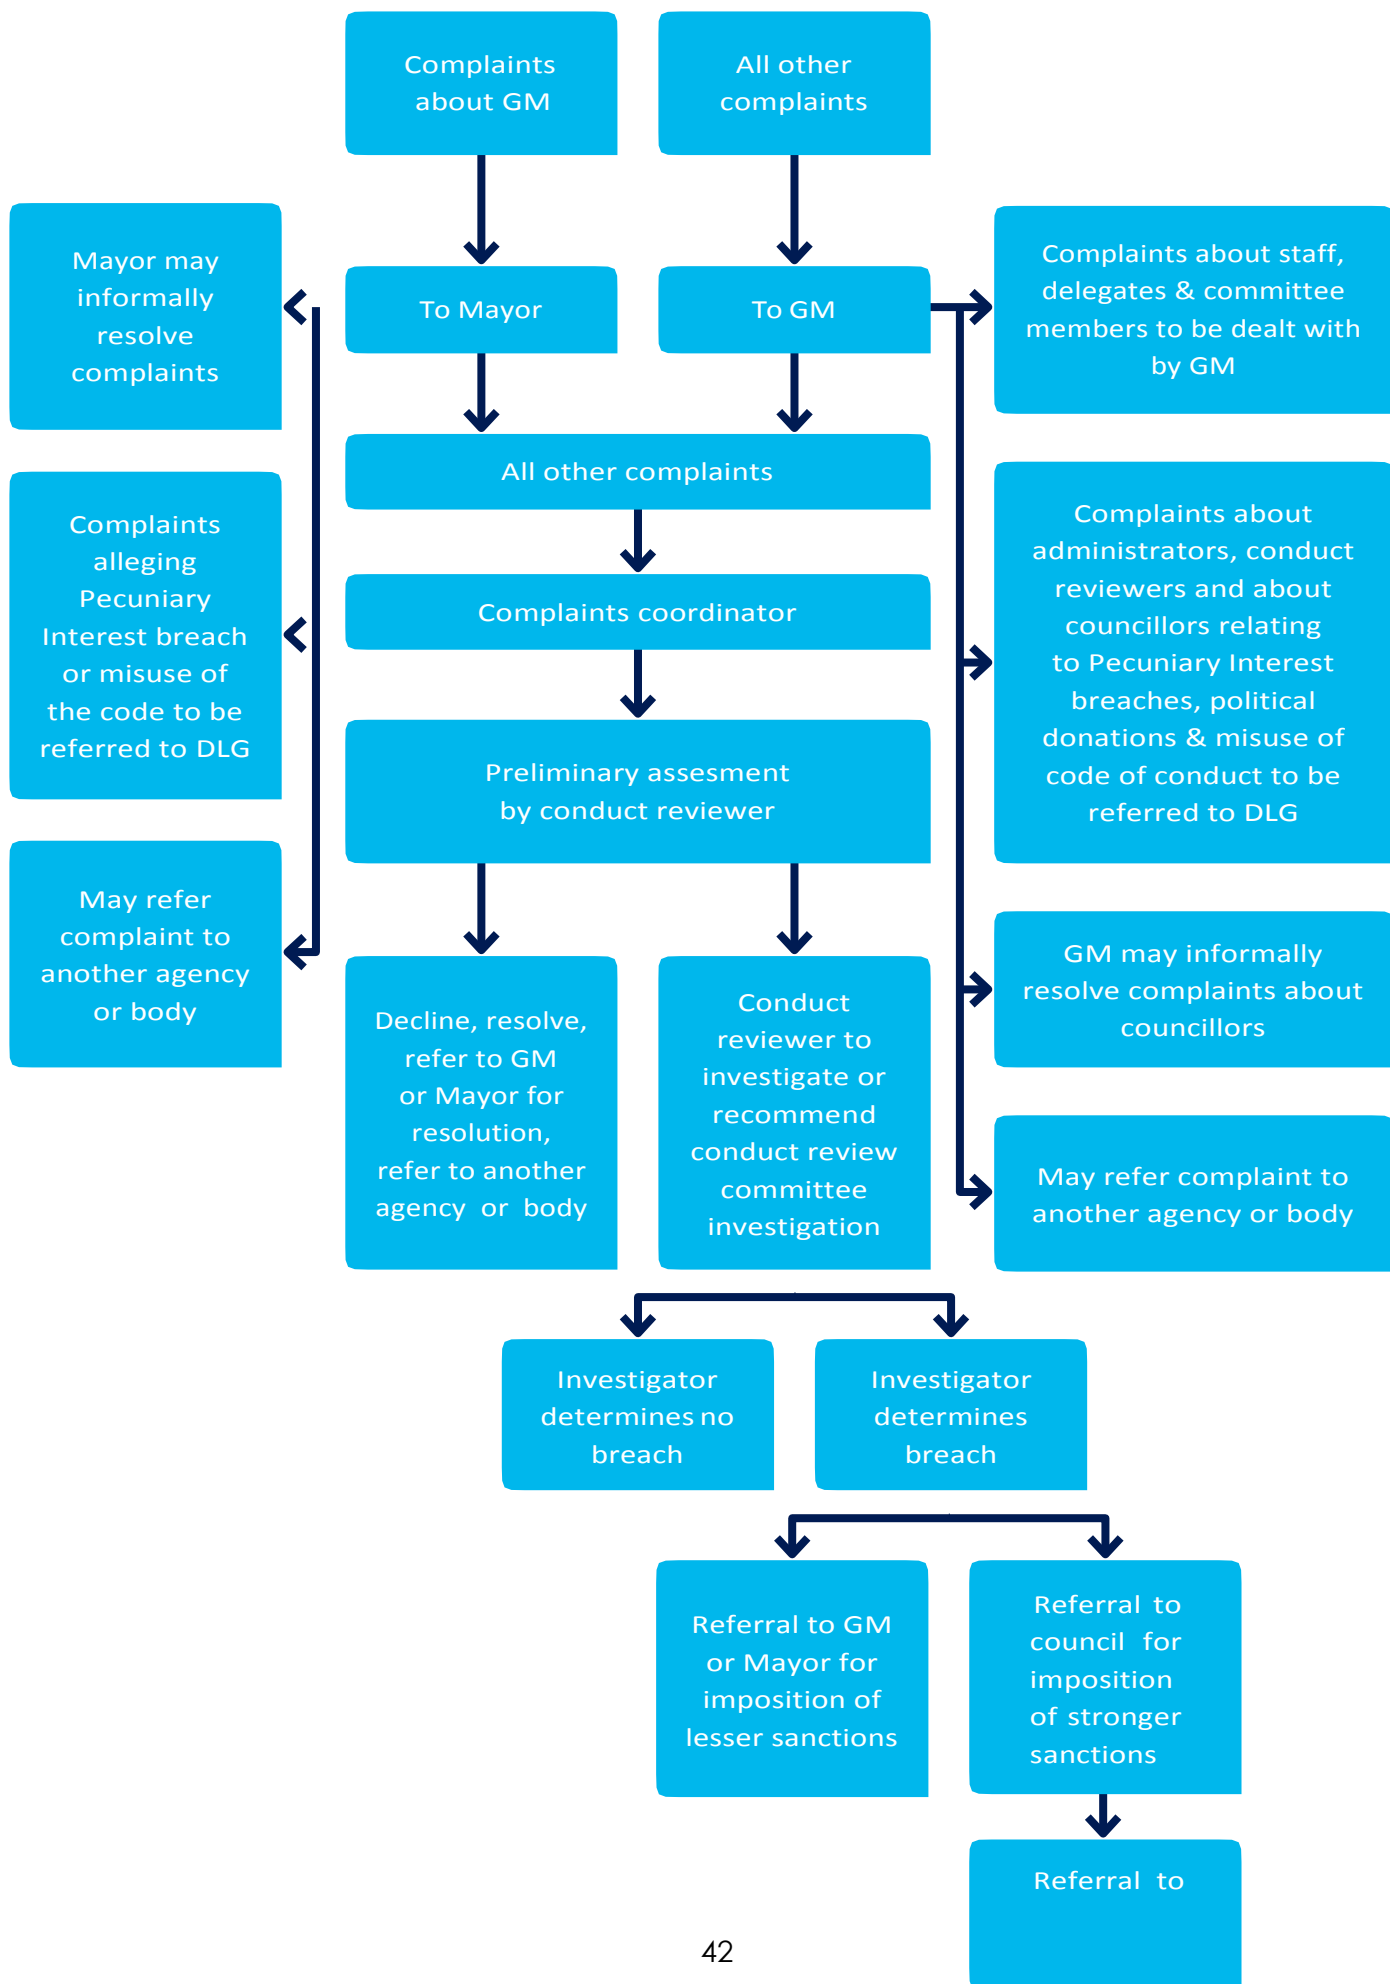 Complaints
about GM
All other
complaints
Mayor may
informally
resolve
complaints
To Mayor
To GM
Complaints about staff,
delegates & committee
members to be dealt with
by GM
All other complaints
Complaints
alleging
Pecuniary
Interest breach
or misuse of
the code to be
referred to DLG
Complaints coordinator
Complaints about
administrators, conduct
reviewers and about
councillors relating
to Pecuniary Interest
breaches, political
donations & misuse of
code of conduct to be
referred to DLG
Preliminary assesment
by conduct reviewer
May refer
complaint to
another agency
or body
GM may informally
resolve complaints about
councillors
Decline, resolve,
refer to GM
or Mayor for
resolution,
refer to another
agency or body
Conduct
reviewer to
investigate or
recommend
conduct review
committee
investigation
May refer complaint to
another agency or body
Investigator
determines no
breach
Investigator
determines
breach
Referral to GM
or Mayor for
imposition of
lesser sanctions
Referral to
council for
imposition
of stronger
sanctions
Referral to
42